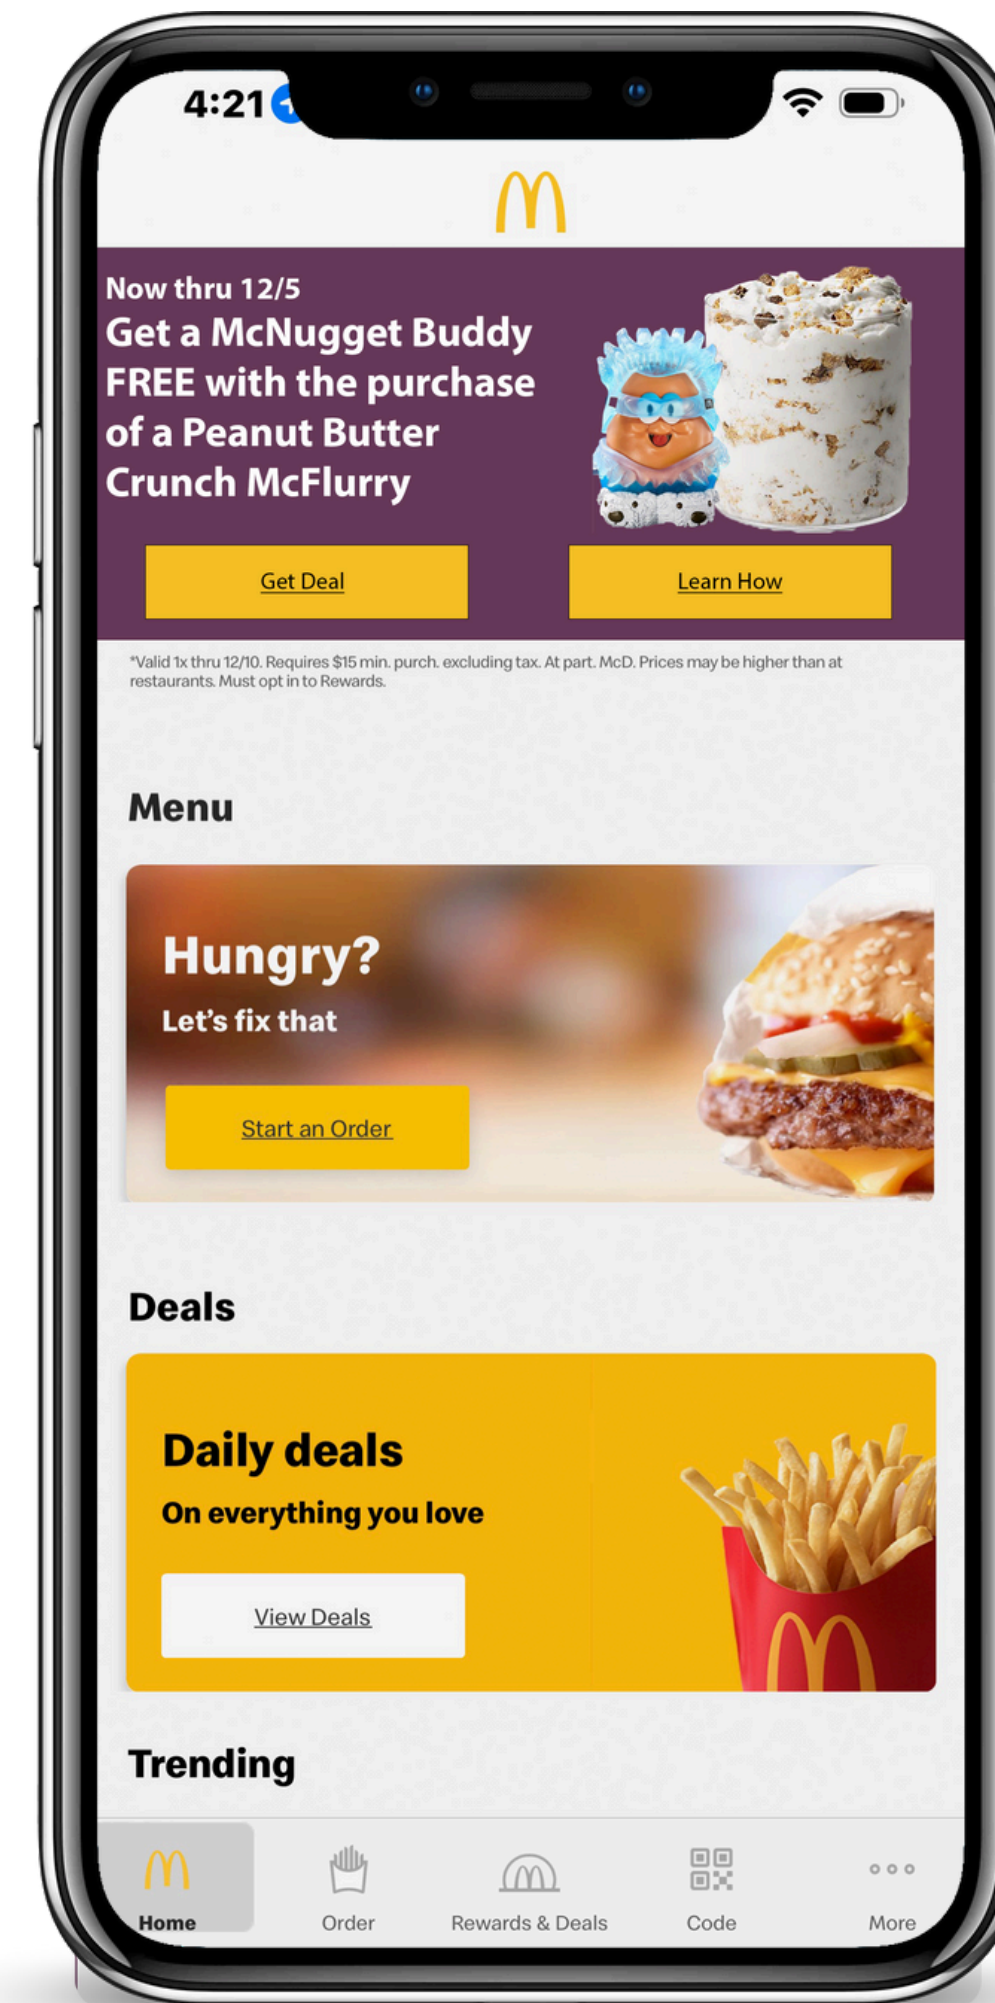 4:21
Now thru 12/5
Get a McNugget Buddy
FREE with the purchase
of a Peanut Butter
Crunch McFlurry
Get Deal
Learn How
*Valid 1x thru 12/10. Requires $15 min. purch. excluding tax. At part. McD. Prices may be higher than at
restaurants. Must opt in to Rewards.
Menu
Hungry?
Let's fix that
Start an Order
Deals
Daily deals
On everything you love
View Deals
Trending
Home
Order
Rewards & Deals
Code
More